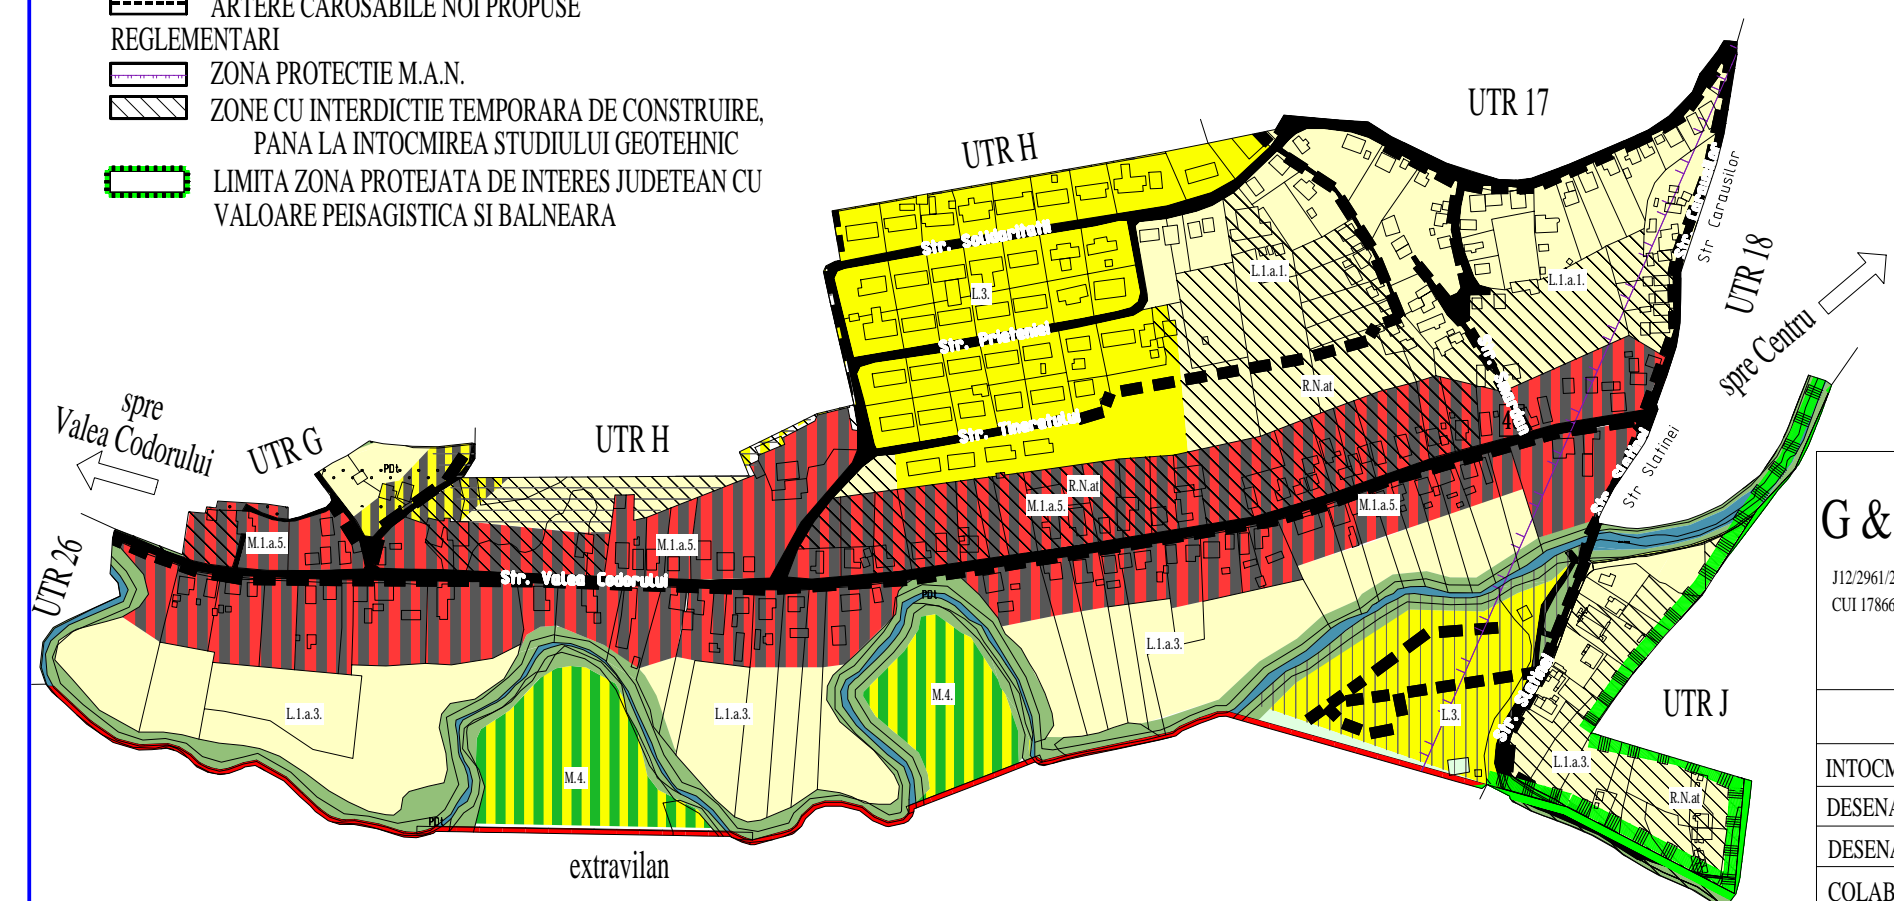 ARTERE CAROSABILE NOI PROPUSE
REGLEMENTARI
ZONA PROTECTIE M.A.N.
ZONE CU INTERDICTIE TEMPORARA DE CONSTRUIRE,
PANA LA INTOCMIREA STUDIULUI GEOTEHNIC
LIMITA ZONA PROTEJATA DE INTERES JUDETEAN CU
VALOARE PEISAGISTICA SI BALNEARA
UTR 17
UTR H
Str. Solidaritatii
Str Carausilor
UTR 18
L.1.a.1.
L.1.a.1.
L.3.
Str. Prieteniei
spre Centru
R.N.at
Str. Tineretului
spre
Valea Codorului
UTR G
UTR H
PDt
4
Str Slatinei
R.N.at
M.1.a.5.
M.1.a.5.
M.1.a.5.
M.1.a.5.
G &
UTR 26
Str. Valea Codorului
PDt
J12/2961/2
CUI 17866
L.1.a.3.
Str. Slatinei
M.4.
UTR J
L.1.a.3.
L.1.a.3.
L.3.
M.4.
L.1.a.3.
R.N.at
PDt
extravilan
INTOCM
DESENA
DESENA
COLAB